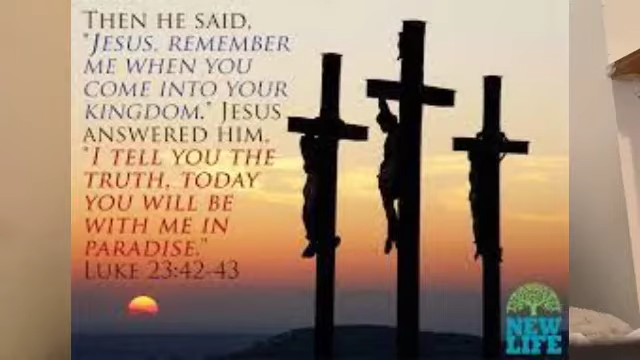 THEN HE SAID,
"JESUS, REMEMBER
ME WHEN YOU
COME INTO YOUR
KINGDOM." JESUS
ANSWERED HIM,
"I TELL YOU THE
TRUTH, TODAY
YOU WILL BE
WITH ME IN
PARADISE."
LUKE 23:42-43
NEW
LIFE